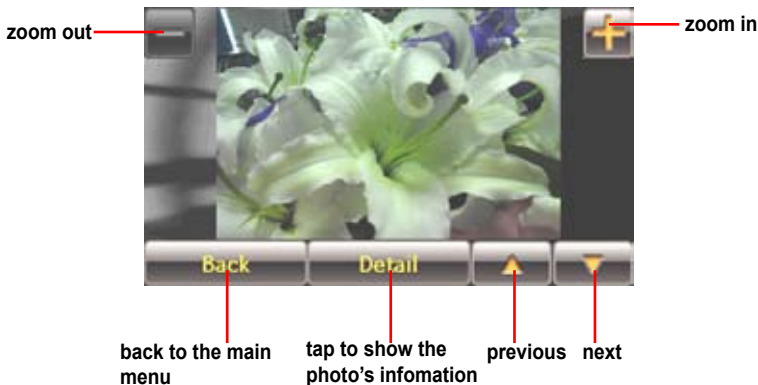 zoom out
zoom in
Back
Detail
back to the main
menu
tap to show the
photo's infomation
previous
next